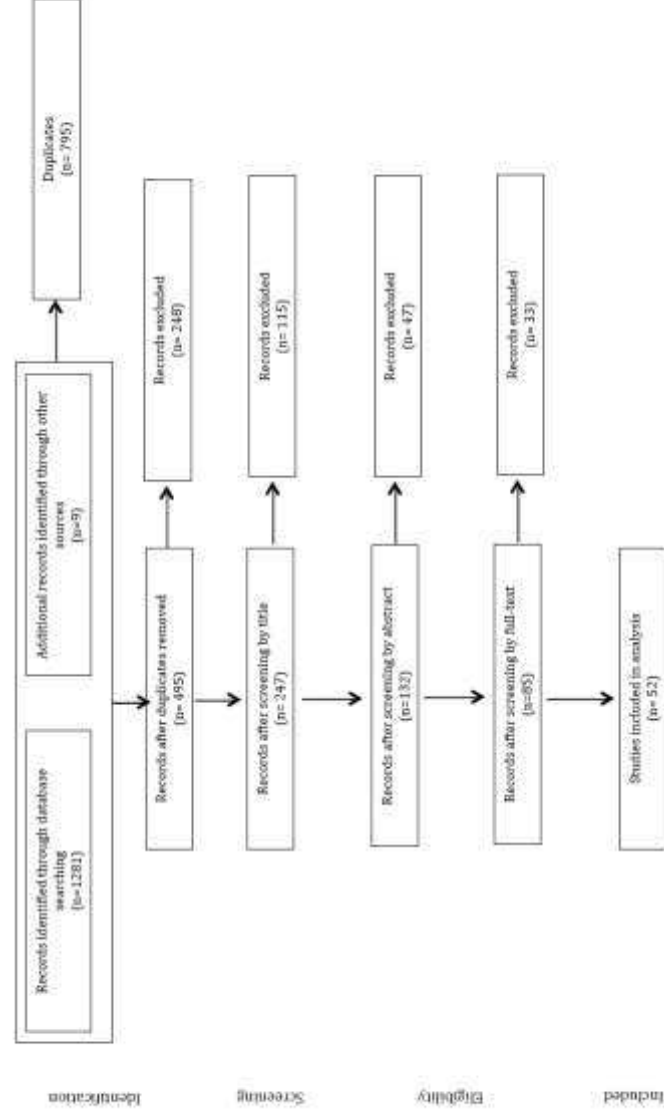 Identification
Records identified through database
searching
(n=1281)
Additional records identified through other
sources
(n=9)
Duplicates
(n= 795)
Records after duplicates removed
(n= 495)
Records excluded
(n= 248)
Screening
Records after screening by title
(n= 247)
Records excluded
(n= 115)
Eligibility
Records after screening by abstract
(n=132)
Records excluded
(n= 47)
Records after screening by full-text
(n=85)
Records excluded
(n= 33)
Included
Studies included in analysis
(n= 52)